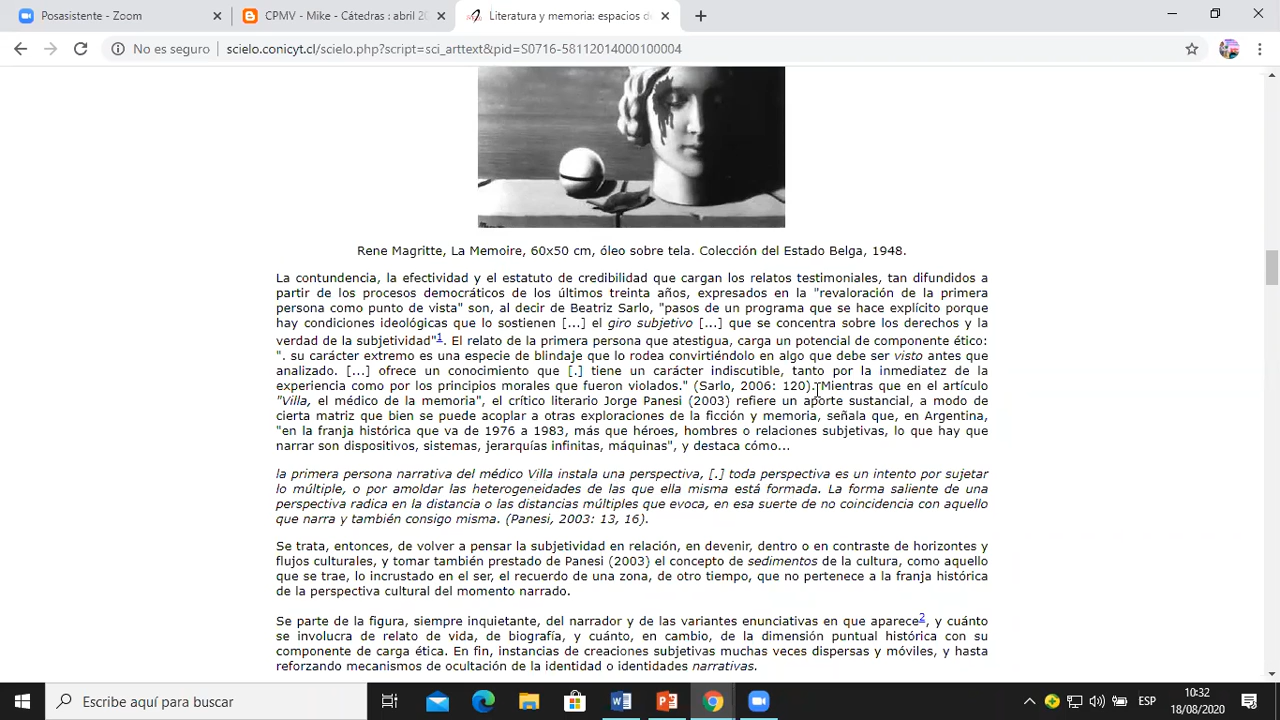 Posasistente - Zoom
CPMV - Mike - Cátedras : abril 20
Literatura y memoria: espacios de
No es seguro
scielo.conicyt.cl/scielo.php?script=sci_arttext&pid=S0716-58112014000100004
Rene Magritte, La Memoire, 60x50 cm, óleo sobre tela. Colección del Estado Belga, 1948.
La contundencia, la efectividad y el estatuto de credibilidad que cargan los relatos testimoniales, tan difundidos a
partir de los procesos democráticos de los últimos treinta años, expresados en la "revaloración de la primera
persona como punto de vista" son, al decir de Beatriz Sarlo, "pasos de un programa que se hace explícito porque
hay condiciones ideológicas que lo sostienen [...] el giro subjetivo [...] que se concentra sobre los derechos y la
verdad de la subjetividad"1. El relato de la primera persona que atestigua, carga un potencial de componente ético:
". su carácter extremo es una especie de blindaje que lo rodea convirtiéndolo en algo que debe ser visto antes que
analizado. [...] ofrece un conocimiento que [.] tiene un carácter indiscutible, tanto por la inmediatez de la
experiencia como por los principios morales que fueron violados." (Sarlo, 2006: 120). Mientras que en el artículo
"Villa, el médico de la memoria", el crítico literario Jorge Panesi (2003) refiere un aporte sustancial, a modo de
cierta matriz que bien se puede acoplar a otras exploraciones de la ficción y memoria, señala que, en Argentina,
"en la franja histórica que va de 1976 a 1983, más que héroes, hombres o relaciones subjetivas, lo que hay que
narrar son dispositivos, sistemas, jerarquías infinitas, máquinas", y destaca cómo...
la primera persona narrativa del médico Villa instala una perspectiva, [.] toda perspectiva es un intento por sujetar
lo múltiple, o por amoldar las heterogeneidades de las que ella misma está formada. La forma saliente de una
perspectiva radica en la distancia o las distancias múltiples que evoca, en esa suerte de no coincidencia con aquello
que narra y también consigo misma. (Panesi, 2003: 13, 16).
Se trata, entonces, de volver a pensar la subjetividad en relación, en devenir, dentro o en contraste de horizontes y
flujos culturales, y tomar también prestado de Panesi (2003) el concepto de sedimentos de la cultura, como aquello
que se trae, lo incrustado en el ser, el recuerdo de una zona, de otro tiempo, que no pertenece a la franja histórica
de la perspectiva cultural del momento narrado.
Se parte de la figura, siempre inquietante, del narrador y de las variantes enunciativas en que aparece2, y cuánto
se involucra de relato de vida, de biografía, y cuánto, en cambio, de la dimensión puntual histórica con su
componente de carga ética. En fin, instancias de creaciones subjetivas muchas veces dispersas y móviles, y hasta
reforzando mecanismos de ocultación de la identidad o identidades narrativas.
Escribe aquí para buscar
ESP
10:32
18/08/2020